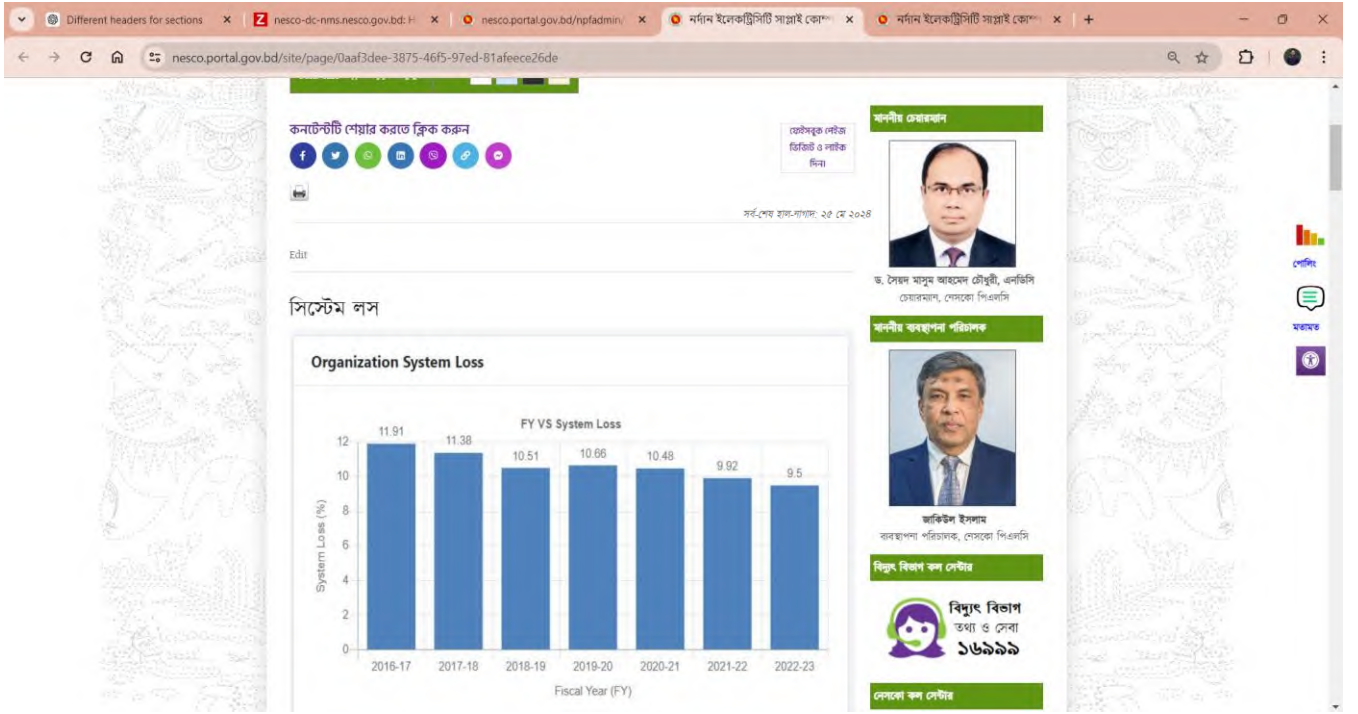 Different headers for sections
nesco-dc-nms.nesco.gov.bd: H
nesco.portal.gov.bd/npfadmin/
নর্দান ইলেকট্রিসিটি সাপ্লাই কো
নর্দান ইলেকট্রিসিটি সাপ্লাই কো
nesco.portal.gov.bd/site/page/0aaf3dee-3875-46f5-97ed-81afeece26de
কনটেন্টটি শেয়ার করতে ক্লিক করুন
ফেইসবুক পেইজ
ভিজিট ও লাইক
দিন।
সর্ব-শেষ হাল-নাগাদ: ২৫ মে ২০২৪
Edit
সিস্টেম লস
Organization System Loss
FY VS System Loss
11.91
11.38
10.51
10.66
10.48
9.92
9.5
12
10
8
6
4
2
0
System Loss (%)
2016-17 2017-18 2018-19 2019-20 2020-21 2021-22 2022-23
Fiscal Year (FY)
মাননীয় চেয়ারম্যান
ড. সৈয়দ মাসুম আহমেদ চৌধুরী, এনডিসি
চেয়ারম্যান, নেসকো পিএলসি
মাননীয় ব্যবস্থাপনা পরিচালক
জাকিউল ইসলাম
ব্যবস্থাপনা পরিচালক, নেসকো পিএলসি
বিদ্যুৎ বিভাগ কল সেন্টার
বিদ্যুৎ বিভাগ
তথ্য ও সেবা
১৬৯৯৯
নেসকো কল সেন্টার
পোলিং
মতামত